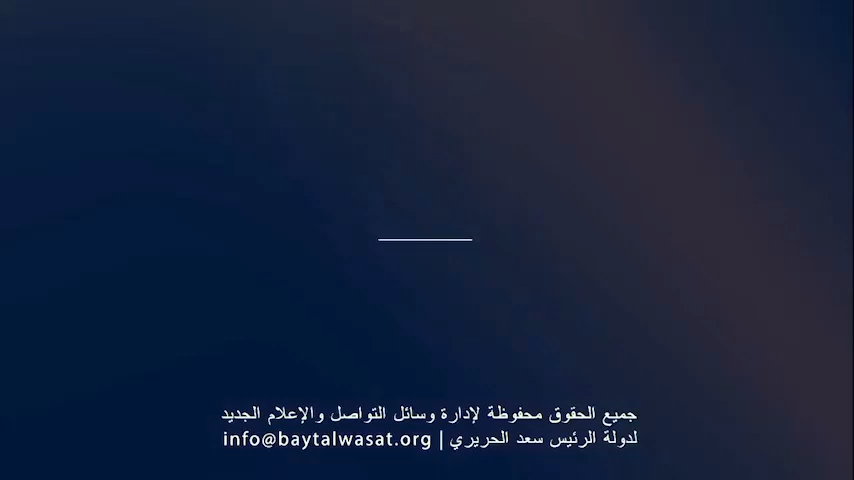 جميع الحقوق محفوظة لإدارة وسائل التواصل والإعلام الجديد
لدولة الرئيس سعد الحريري | info@baytalwasat.org